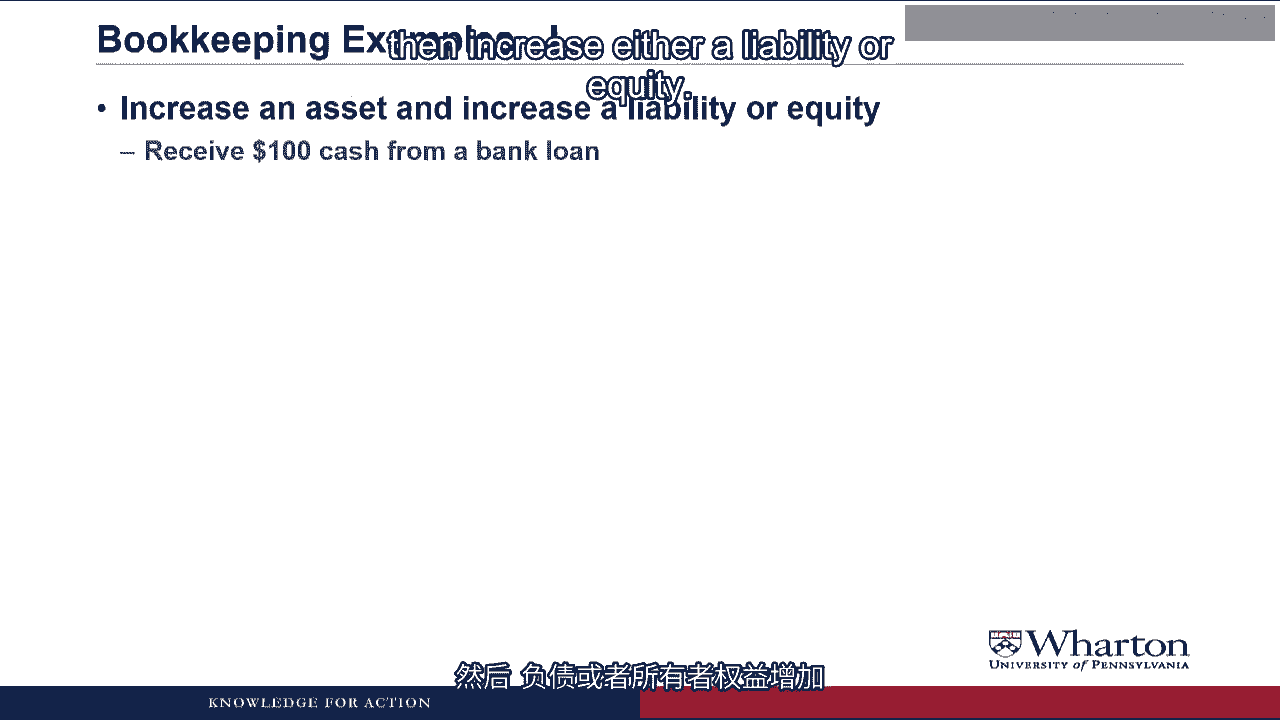 Bookkeeping Examples
then increase either a liability or
equity.
• Increase an asset and increase a liability or equity
– Receive $100 cash from a bank loan
Wharton
UNIVERSITY of PENNSYLVANIA
然后 负债或者所有者权益增加
KNOWLEDGE FOR ACTION